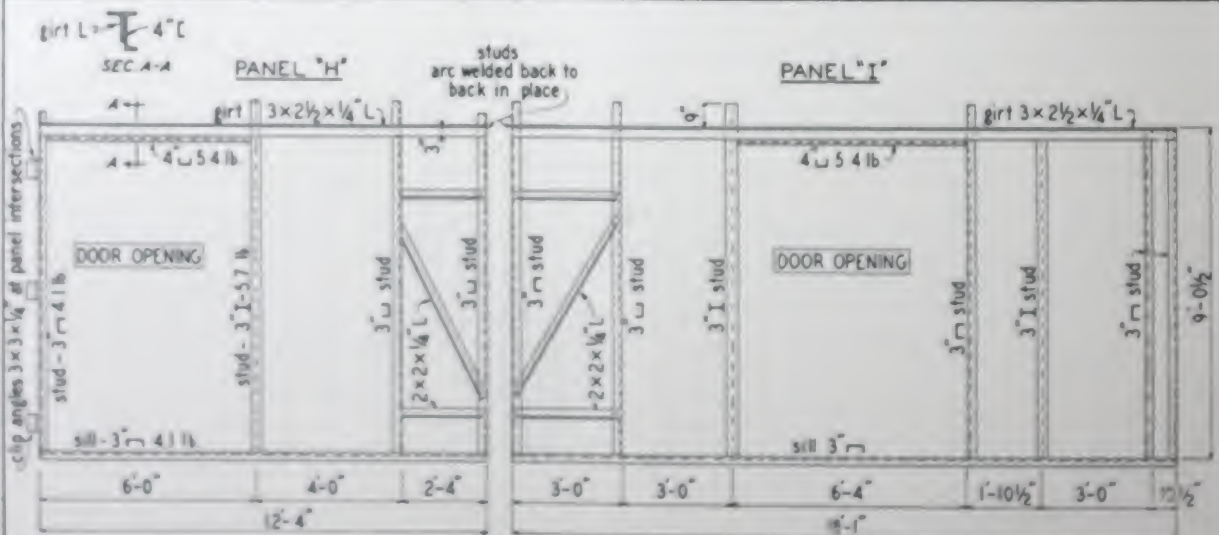 girt L
4" [
SEC. A-A
PANEL "H"
studs
arc welded back to
back in place
PANEL "I"
A
girt 3 × 2½ × ¼" L
9"
girt 3 × 2½ × ¼" L
A
4" ⊔ 5.4 lb
3"
4" ⊔ 5.4 lb
clip angles 3 × 3 × ¼" at panel intersections
DOOR OPENING
DOOR OPENING
stud - 3" ⊓ 4.1 lb
stud - 3" I - 5.7 lb
3" ⊔ stud
2 × 2 × ¼" L
3" ⊔ stud
3" ⊓ stud
2 × 2 × ¼" L
3" ⊔ stud
3" I stud
3" ⊓ stud
3" I stud
3" ⊓ stud
9'-0½"
sill - 3" ⊓ 4.1 lb
sill 3" ⊓
6'-0"
4'-0"
2'-4"
3'-0"
3'-0"
6'-4"
1'-10½"
3'-0"
12'-4"